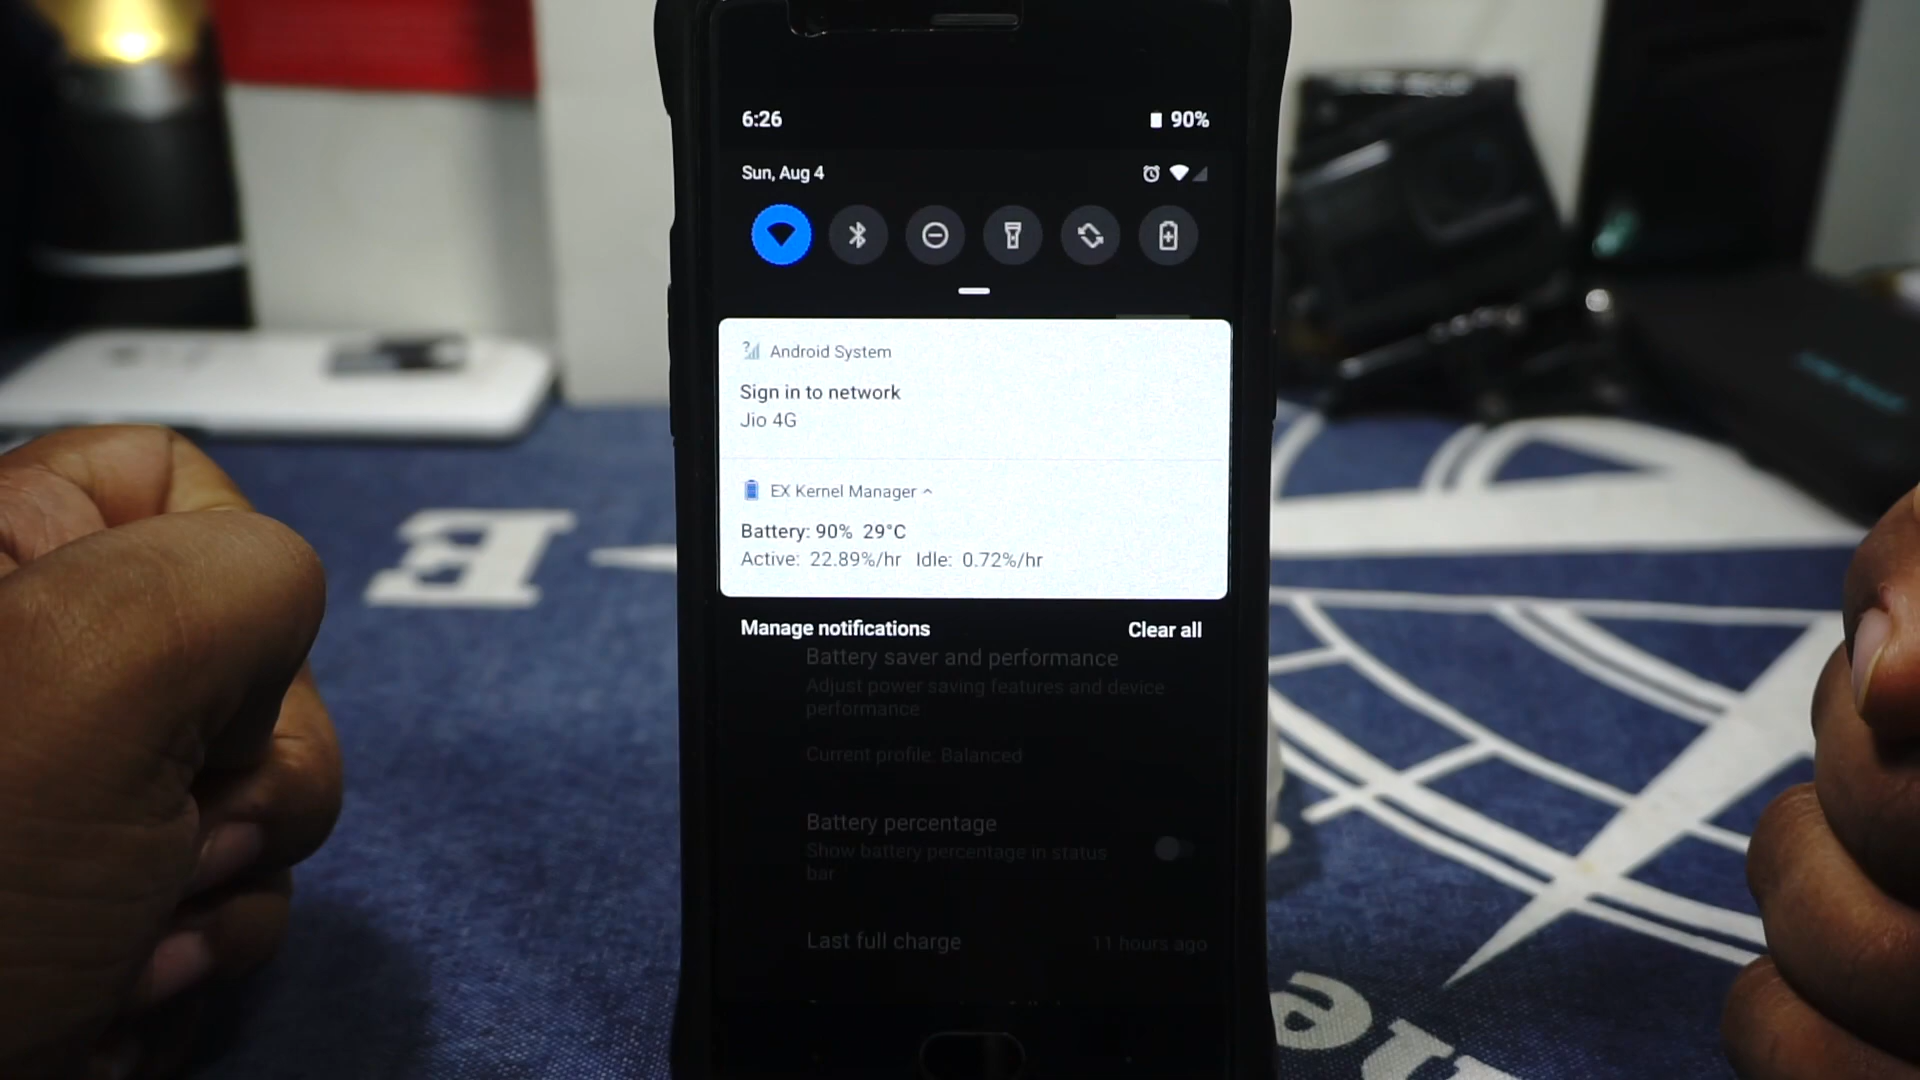 6:26
90%
Sun, Aug 4
Android System
Sign in to network
Jio 4G
EX Kernel Manager
Battery: 90% 29°C
Active: 22.89%/hr Idle: 0.72%/hr
Manage notifications
Clear all
Battery saver and performance
Adjust power saving features and device
performance
Current profile: Balanced
Battery percentage
Show battery percentage in status
bar
Last full charge
11 hours ago
E